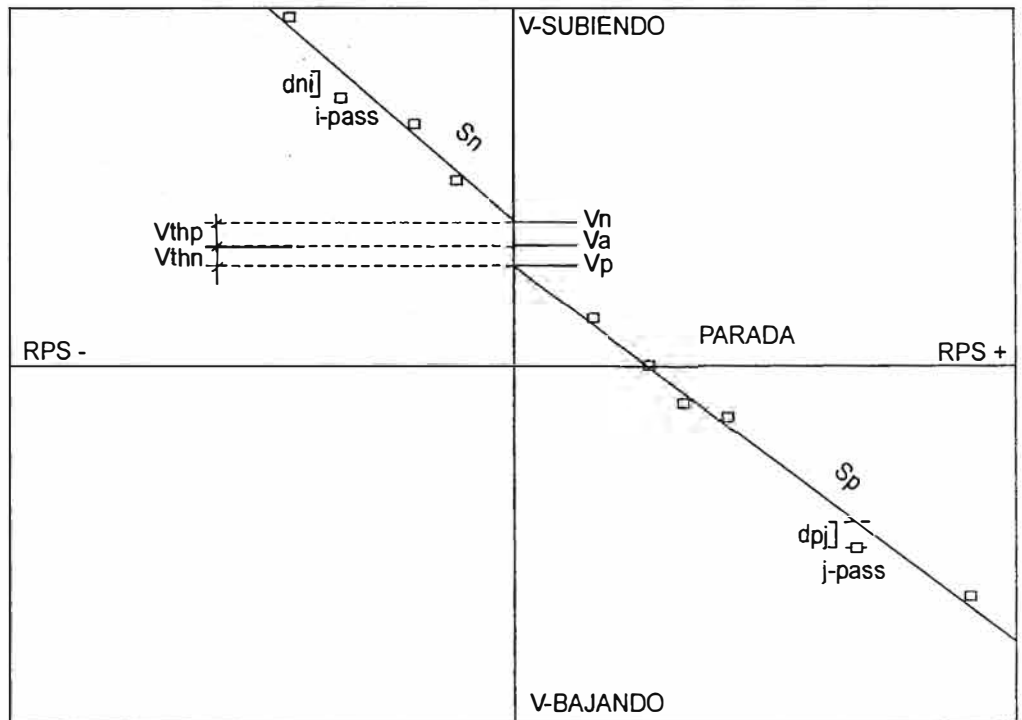 V-SUBIENDO
dni
i-pass
Sn
Vthp
Vthn
Vn
Va
Vp
PARADA
RPS -
RPS +
Sp
dpj
j-pass
V-BAJANDO